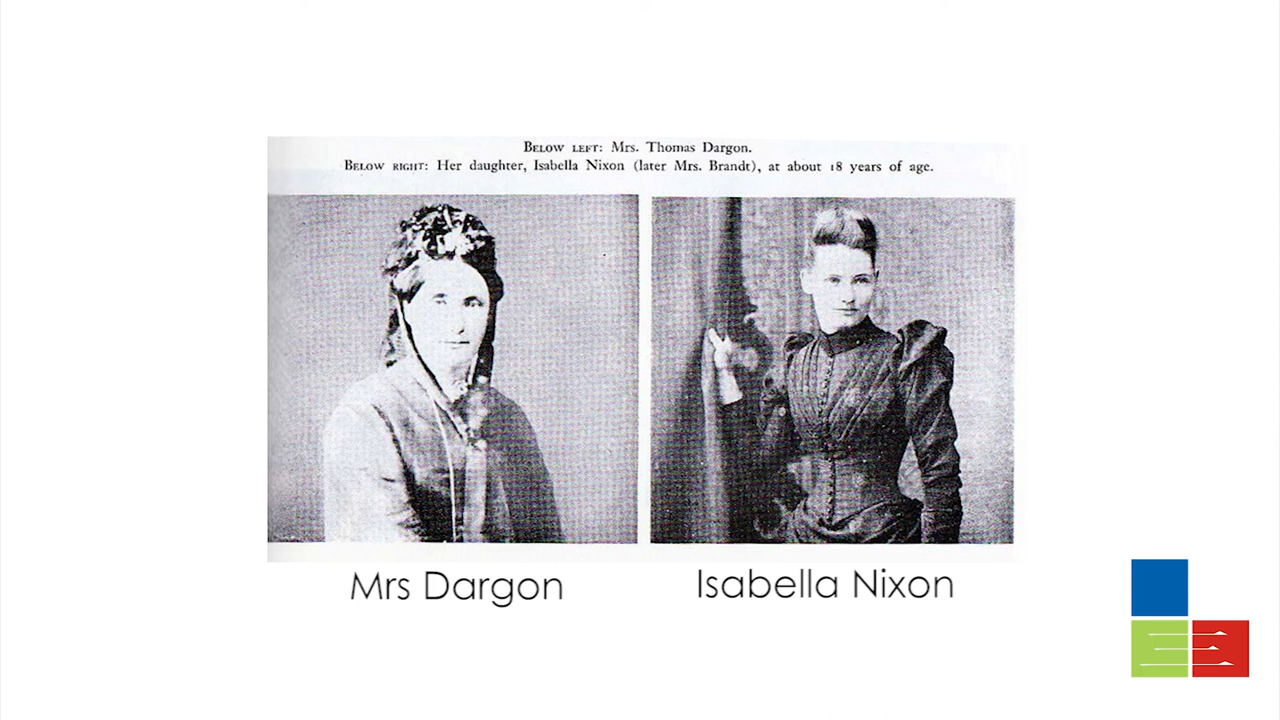 Below left: Mrs. Thomas Dargon.
Below right: Her daughter, Isabella Nixon (later Mrs. Brandt), at about 18 years of age.
Mrs Dargon
Isabella Nixon